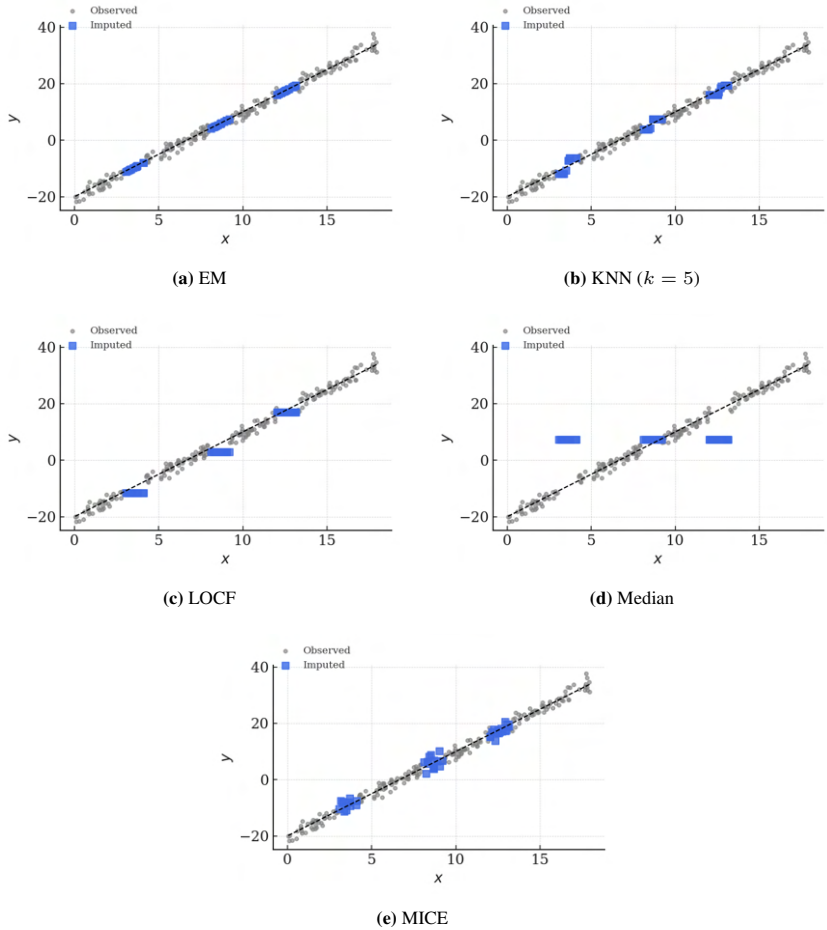 Observed
Imputed
40
20
0
−20
y
0 5 10 15
x
(a) EM
Observed
Imputed
40
20
0
−20
y
0 5 10 15
x
(b) KNN (k = 5)
Observed
Imputed
40
20
0
−20
y
0 5 10 15
x
(c) LOCF
Observed
Imputed
40
20
0
−20
y
0 5 10 15
x
(d) Median
Observed
Imputed
40
20
0
−20
y
0 5 10 15
x
(e) MICE